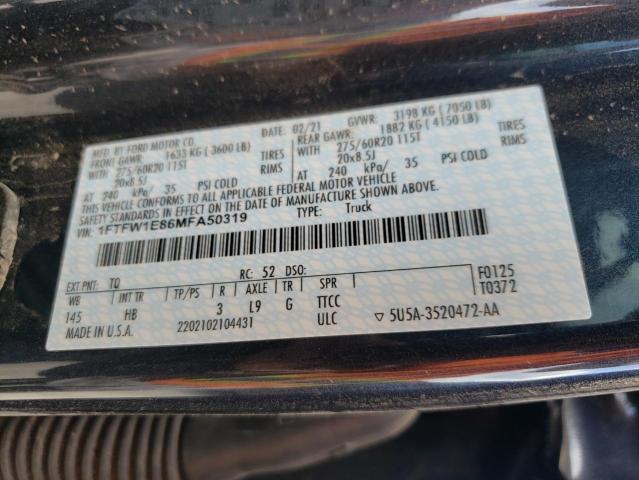 MFD. BY FORD MOTOR CO.
DATE: 02/21 GVWR: 3198 KG (7050 LB)
FRONT GAWR: 1633 KG (3600 LB) REAR GAWR: 1882 KG (4150 LB)
WITH 275/60R20 115T TIRES WITH 275/60R20 115T TIRES
20x8.5J RIMS 20x8.5J RIMS
AT 240 kPa/ 35 PSI COLD AT 240 kPa/ 35 PSI COLD
THIS VEHICLE CONFORMS TO ALL APPLICABLE FEDERAL MOTOR VEHICLE
SAFETY STANDARDS IN EFFECT ON THE DATE OF MANUFACTURE SHOWN ABOVE.
VIN: 1FTFW1E86MFA50319 TYPE: Truck
EXT PNT: TQ RC: 52 DSO: F0125
WB INT TR TP/PS R AXLE TR SPR T0372
145 HB 3 L9 G TTCC
MADE IN U.S.A. 2202102104431 ULC ▽ 5U5A-3520472-AA